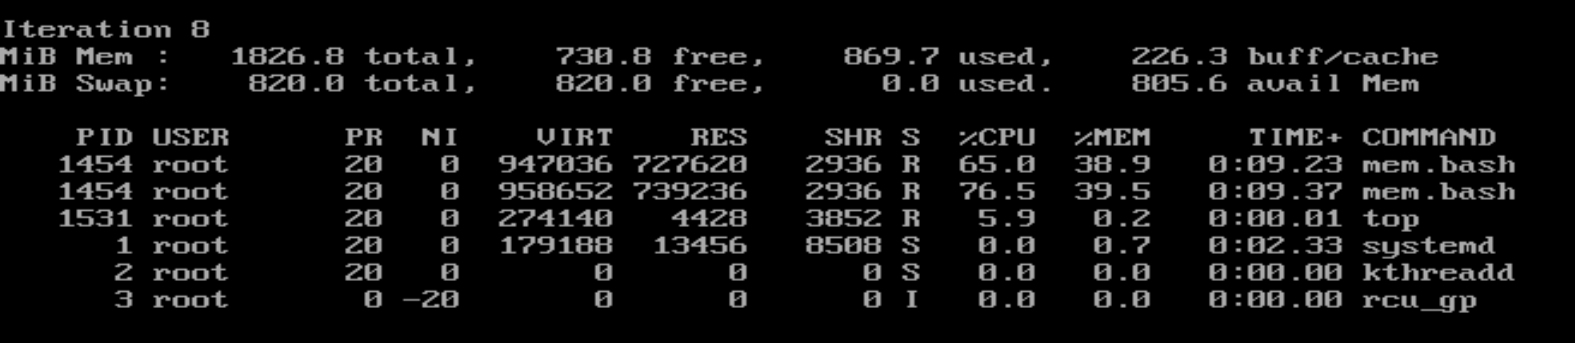 Iteration 8
MiB Mem :    1826.8 total,     730.8 free,     869.7 used,     226.3 buff/cache
MiB Swap:     820.0 total,     820.0 free,       0.0 used.     805.6 avail Mem
PID USER      PR  NI    VIRT    RES    SHR S  %CPU  %MEM     TIME+ COMMAND
1454 root      20   0  947036 727620   2936 R  65.0  38.9   0:09.23 mem.bash
1454 root      20   0  958652 739236   2936 R  76.5  39.5   0:09.37 mem.bash
1531 root      20   0  274140   4428   3852 R   5.9   0.2   0:00.01 top
1 root      20   0  179188  13456   8508 S   0.0   0.7   0:02.33 systemd
2 root      20   0       0      0      0 S   0.0   0.0   0:00.00 kthreadd
3 root       0 -20       0      0      0 I   0.0   0.0   0:00.00 rcu_gp